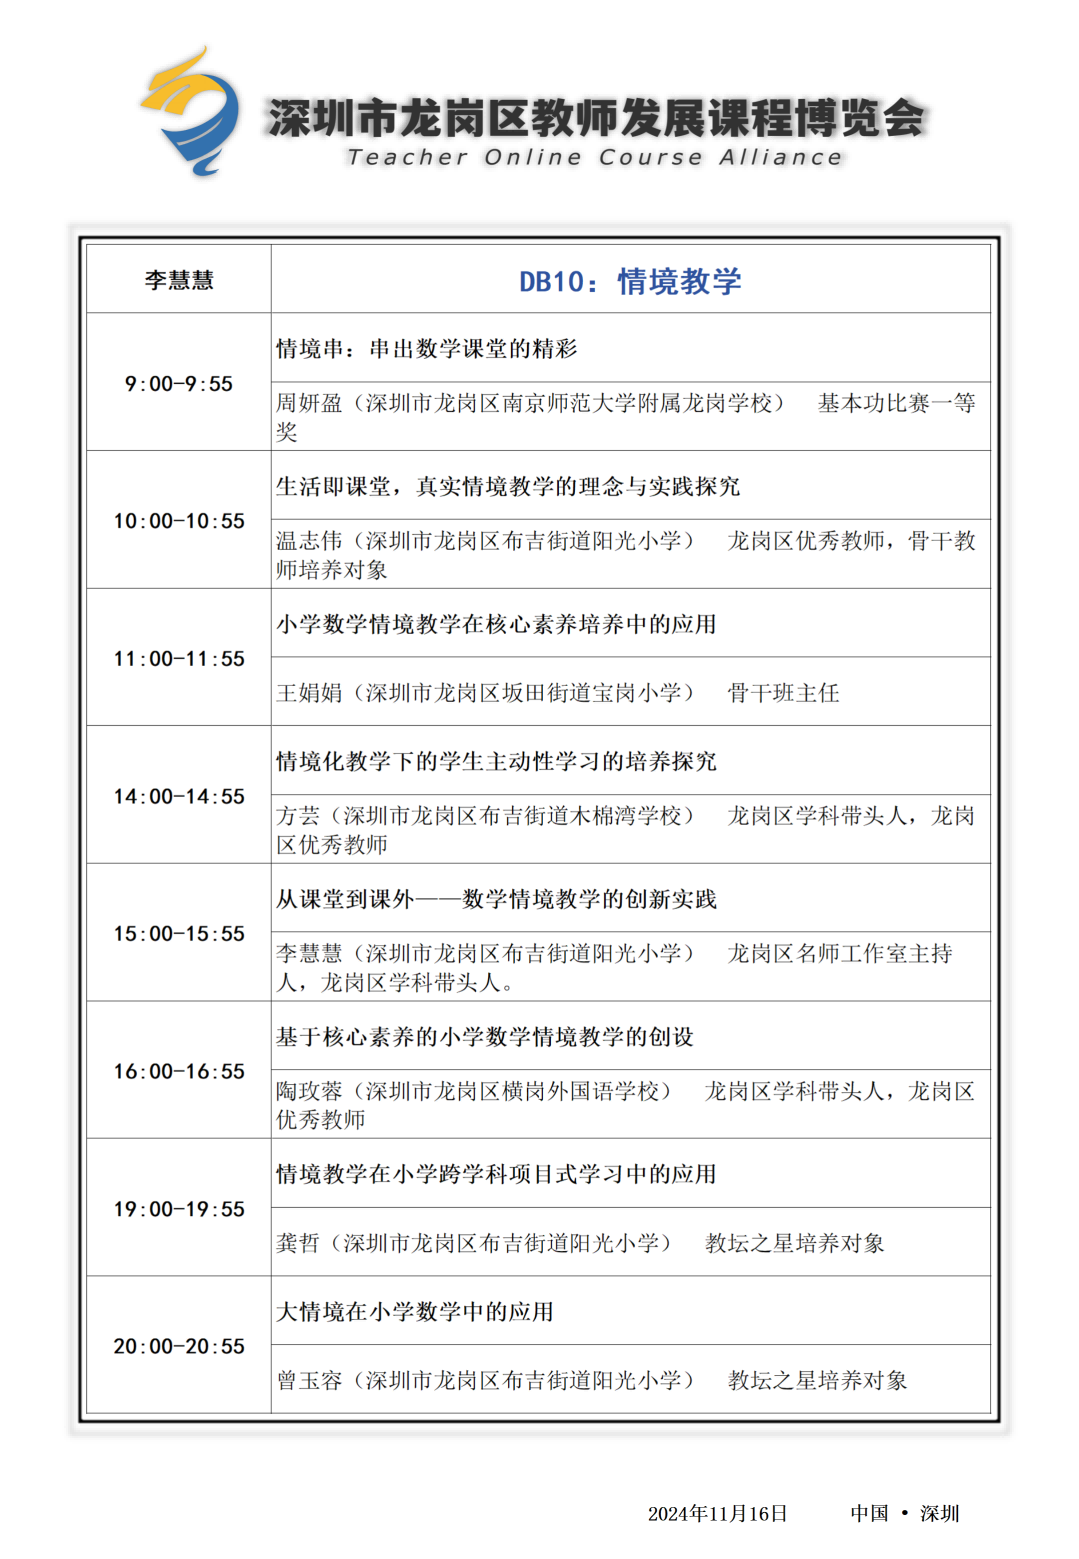 深圳市龙岗区教师发展课程博览会
Teacher Online Course Alliance
李慧慧
DB10：情境教学
9:00-9:55
情境串：串出数学课堂的精彩
周妍盈（深圳市龙岗区南京师范大学附属龙岗学校） 基本功比赛一等
奖
10:00-10:55
生活即课堂，真实情境教学的理念与实践探究
温志伟（深圳市龙岗区布吉街道阳光小学） 龙岗区优秀教师，骨干教
师培养对象
11:00-11:55
小学数学情境教学在核心素养培养中的应用
王娟娟（深圳市龙岗区坂田街道宝岗小学） 骨干班主任
14:00-14:55
情境化教学下的学生主动性学习的培养探究
方芸（深圳市龙岗区布吉街道木棉湾学校） 龙岗区学科带头人，龙岗
区优秀教师
15:00-15:55
从课堂到课外——数学情境教学的创新实践
李慧慧（深圳市龙岗区布吉街道阳光小学） 龙岗区名师工作室主持
人，龙岗区学科带头人。
16:00-16:55
基于核心素养的小学数学情境教学的创设
陶玫蓉（深圳市龙岗区横岗外国语学校） 龙岗区学科带头人，龙岗区
优秀教师
19:00-19:55
情境教学在小学跨学科项目式学习中的应用
龚哲（深圳市龙岗区布吉街道阳光小学） 教坛之星培养对象
20:00-20:55
大情境在小学数学中的应用
曾玉容（深圳市龙岗区布吉街道阳光小学） 教坛之星培养对象
2024年11月16日 中国 • 深圳